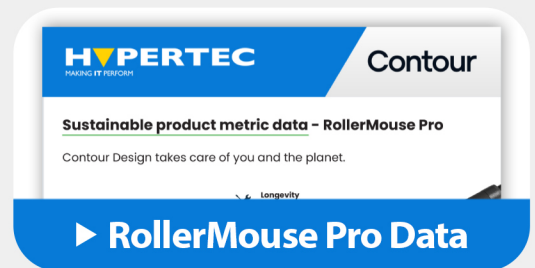 HYPERTEC
MAKING IT PERFORM
Contour
Sustainable product metric data - RollerMouse Pro
Contour Design takes care of you and the planet.
Longevity
RollerMouse Pro Data